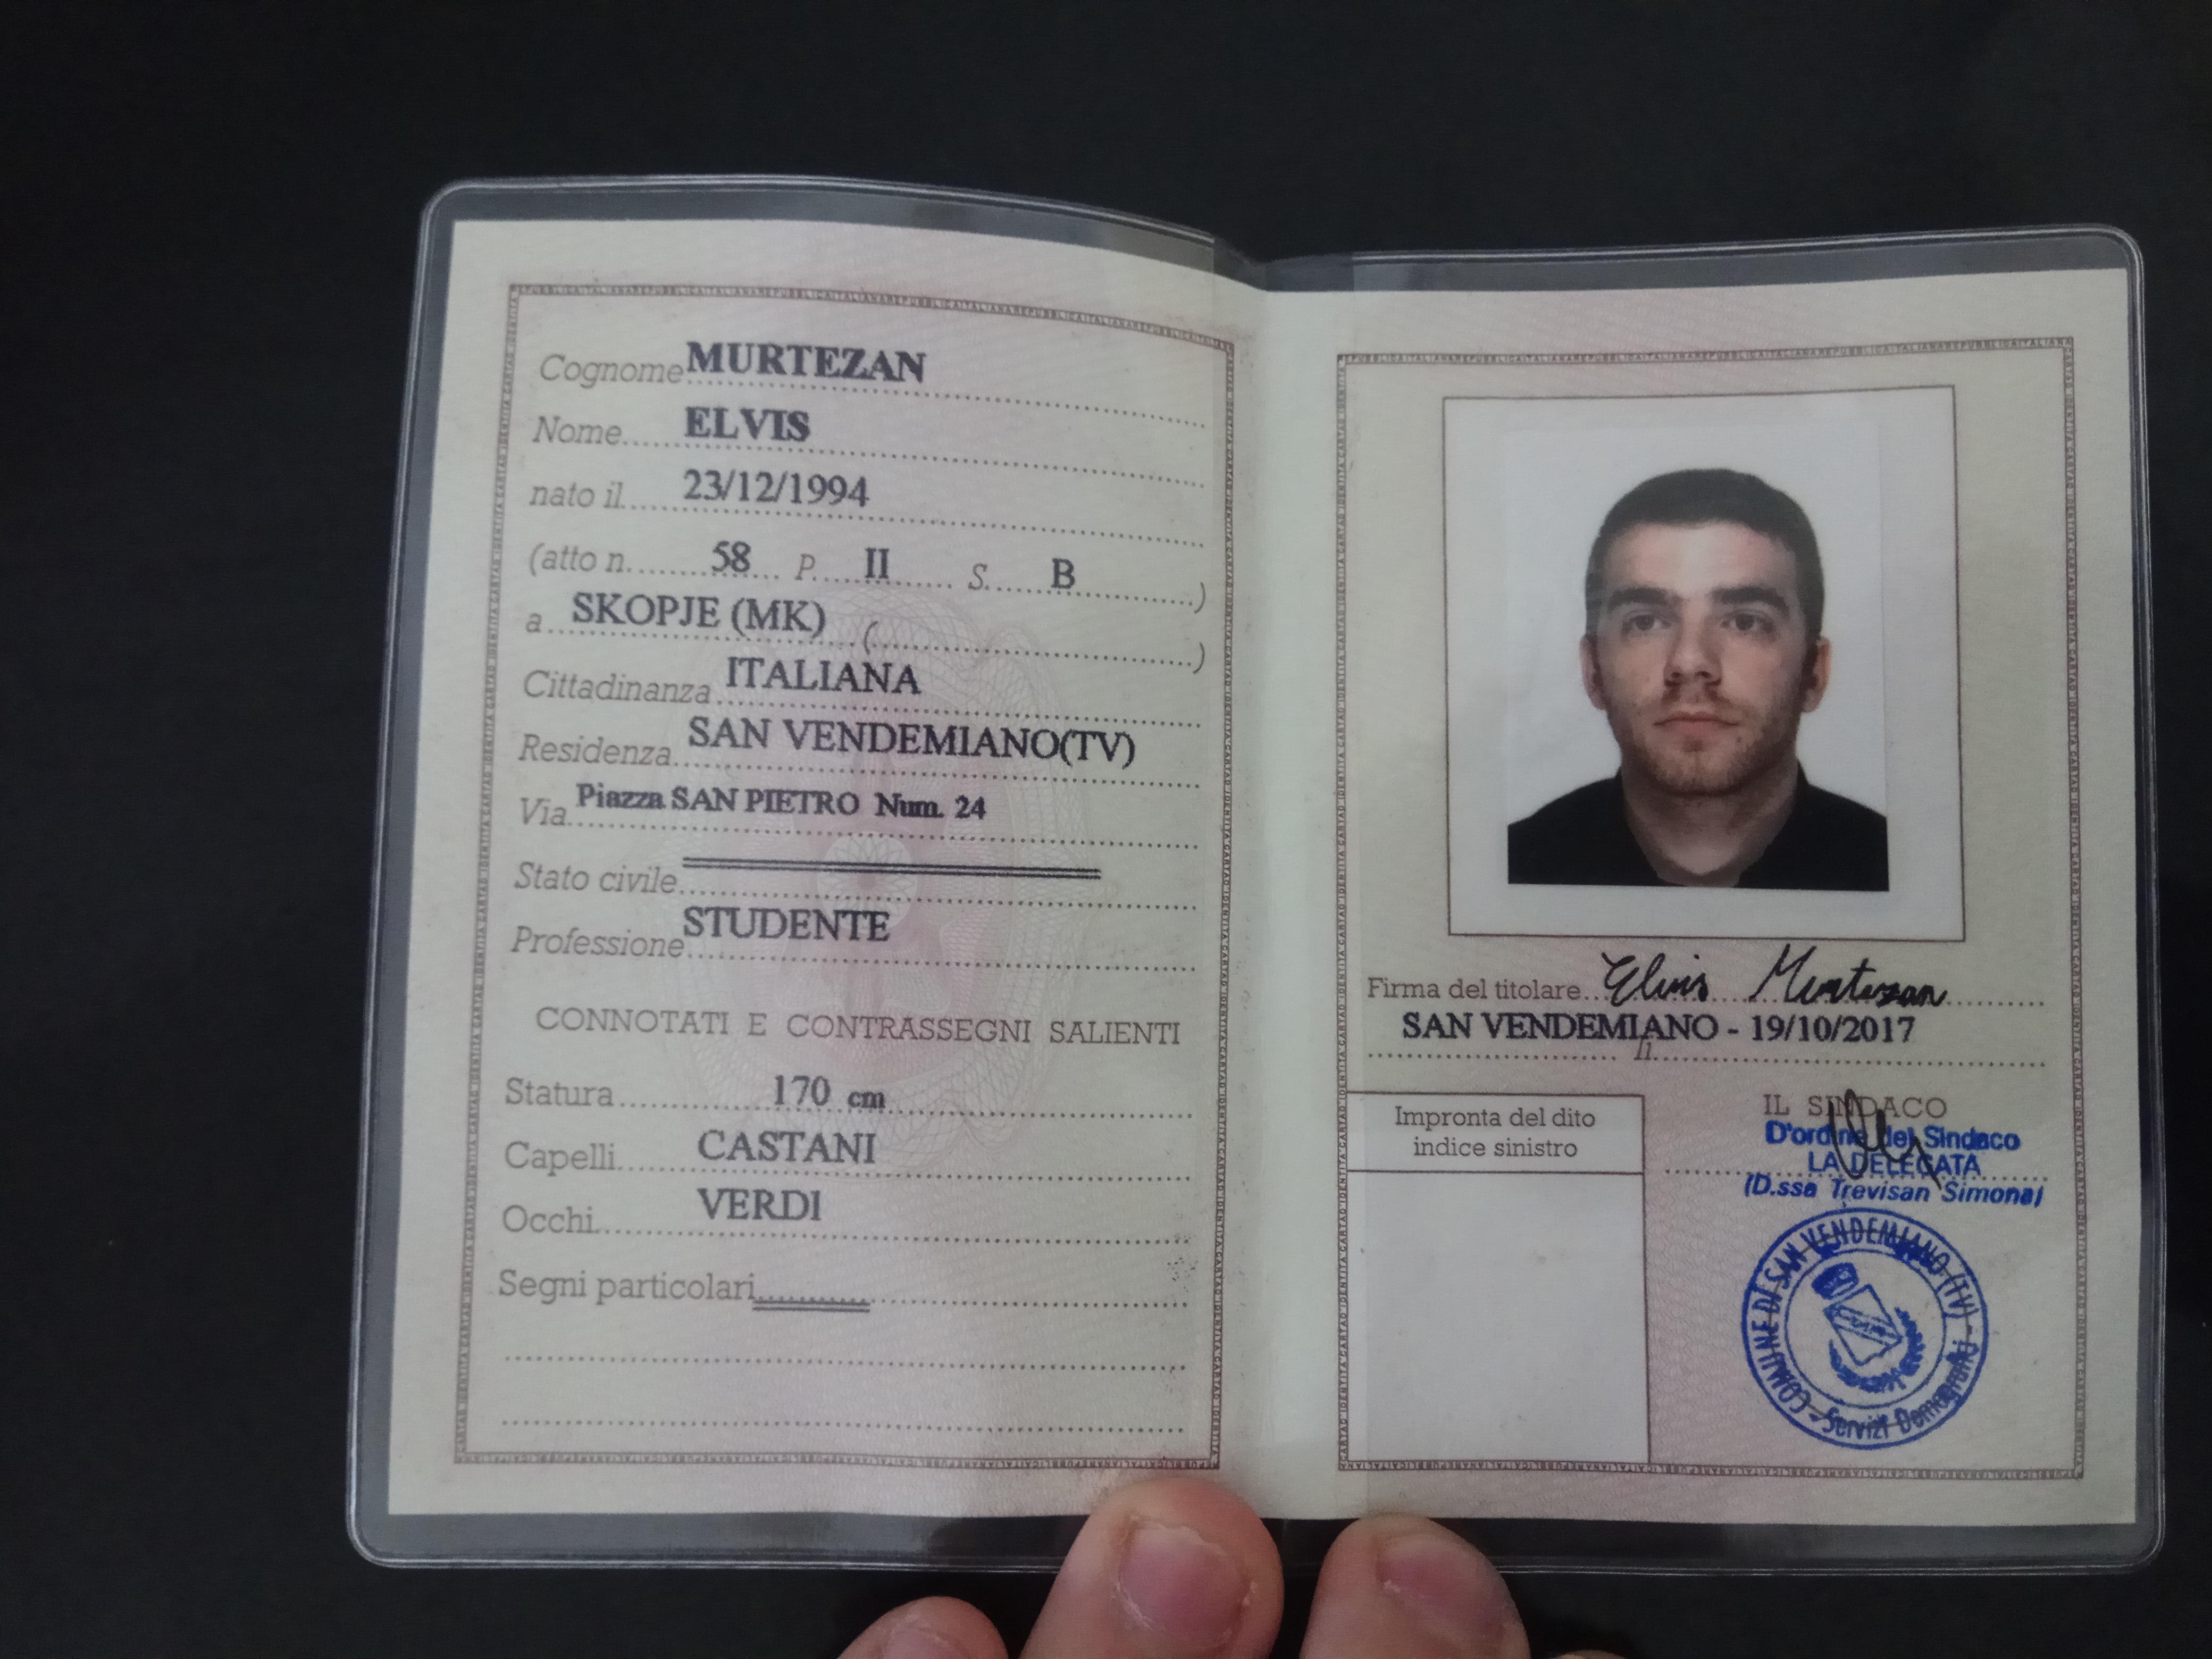 Cognome MURTEZAN
Nome ELVIS
nato il 23/12/1994
(atto n. 58 P. II S. B )
a SKOPJE (MK) ( )
Cittadinanza ITALIANA
Residenza SAN VENDEMIANO(TV)
Via Piazza SAN PIETRO Num. 24
Stato civile
Professione STUDENTE
CONNOTATI E CONTRASSEGNI SALIENTI
Statura 170 cm
Capelli CASTANI
Occhi VERDI
Segni particolari
Firma del titolare Elvis Murtezan
SAN VENDEMIANO - 19/10/2017
lì
Impronta del dito
indice sinistro
IL SINDACO
D'ordine del Sindaco
LA DELEGATA
(D.ssa Trevisan Simona)
COMUNE DI SAN VENDEMIANO (TV) - Servizi Demografici -